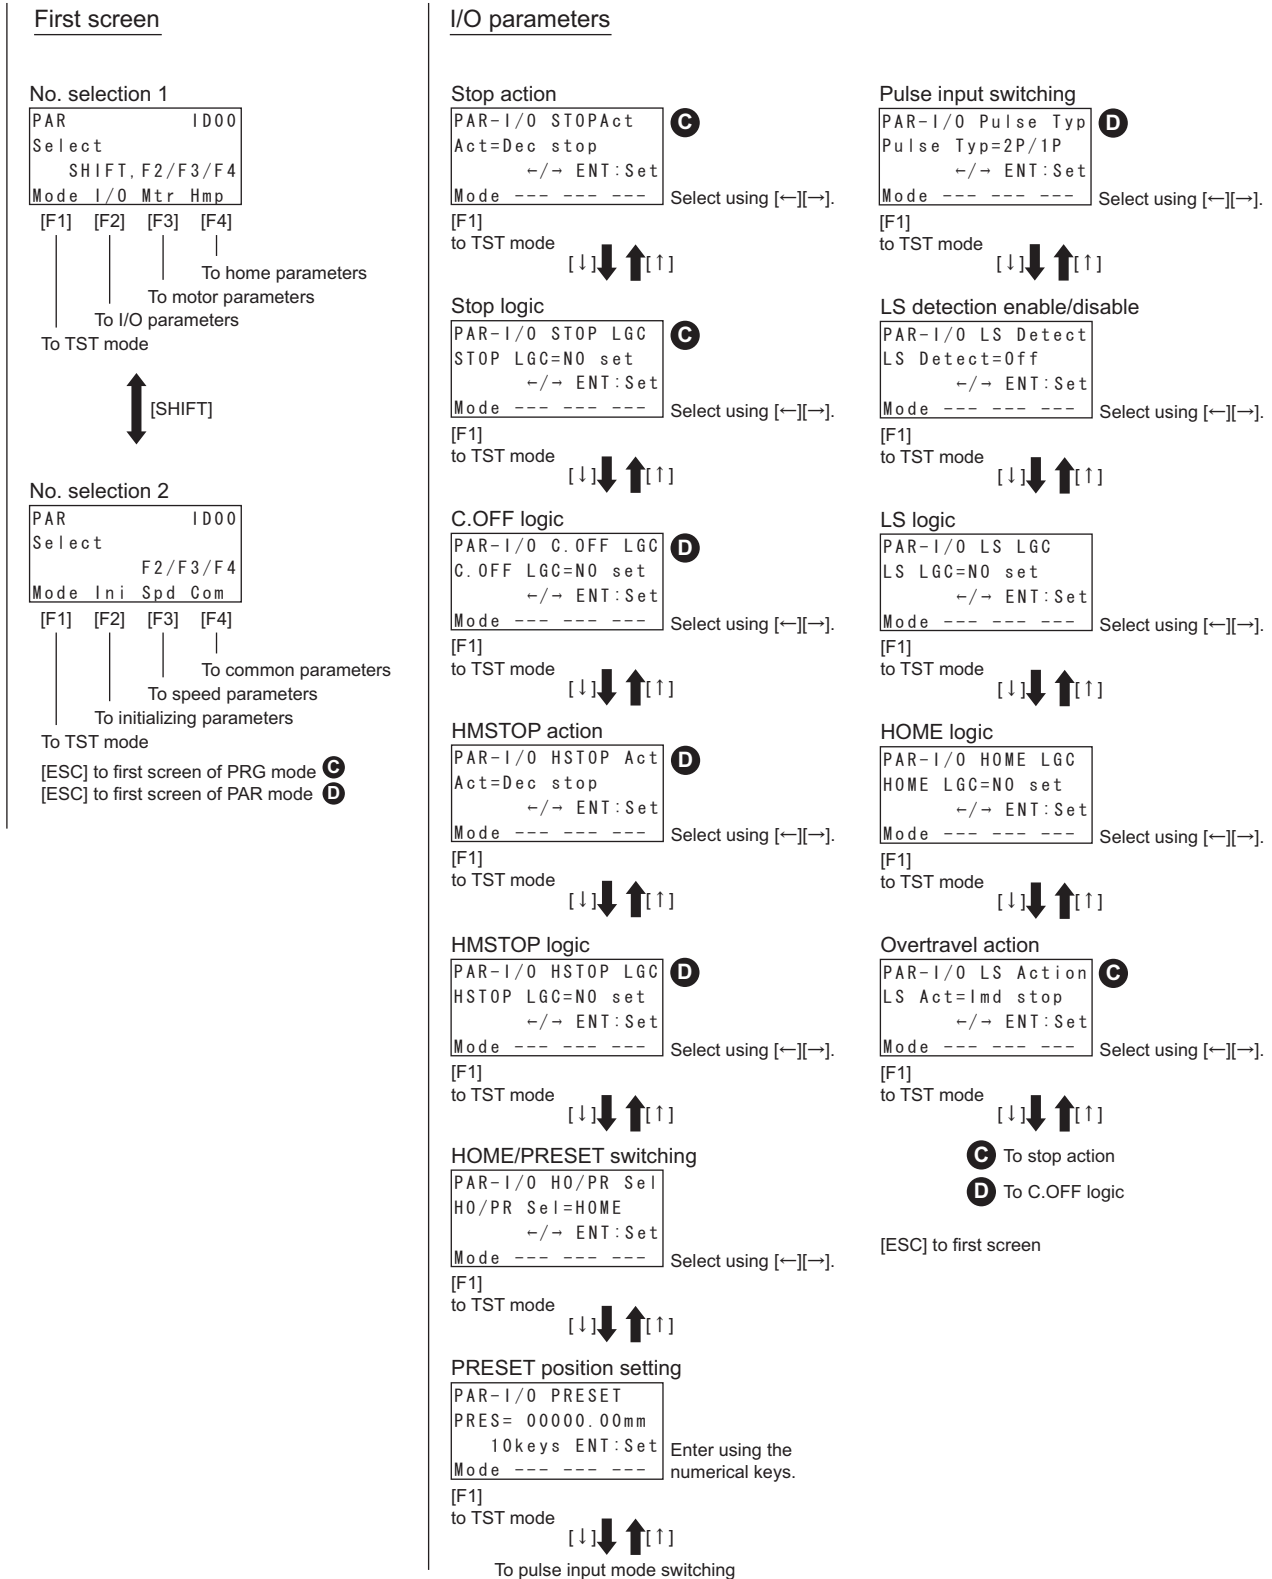 First screen
No. selection 1
PAR ID00
Select
SHIFT,F2/F3/F4
Mode I/O Mtr Hmp
[F1] [F2] [F3] [F4]
To home parameters
To motor parameters
To I/O parameters
To TST mode
[SHIFT]
No. selection 2
PAR ID00
Select
F2/F3/F4
Mode Ini Spd Com
[F1] [F2] [F3] [F4]
To common parameters
To speed parameters
To initializing parameters
To TST mode
[ESC] to first screen of PRG mode C
[ESC] to first screen of PAR mode D
I/O parameters
Stop action
PAR-I/O STOPAct C
Act=Dec stop
←/→ ENT:Set
Mode --- --- --- Select using [←][→].
[F1]
to TST mode
[↓] [↑]
Stop logic
PAR-I/O STOP LGC C
STOP LGC=NO set
←/→ ENT:Set
Mode --- --- --- Select using [←][→].
[F1]
to TST mode
[↓] [↑]
C.OFF logic
PAR-I/O C.OFF LGC D
C.OFF LGC=NO set
←/→ ENT:Set
Mode --- --- --- Select using [←][→].
[F1]
to TST mode
[↓] [↑]
HMSTOP action
PAR-I/O HSTOP Act D
Act=Dec stop
←/→ ENT:Set
Mode --- --- --- Select using [←][→].
[F1]
to TST mode
[↓] [↑]
HMSTOP logic
PAR-I/O HSTOP LGC D
HSTOP LGC=NO set
←/→ ENT:Set
Mode --- --- --- Select using [←][→].
[F1]
to TST mode
[↓] [↑]
HOME/PRESET switching
PAR-I/O HO/PR Sel
HO/PR Sel=HOME
←/→ ENT:Set
Mode --- --- --- Select using [←][→].
[F1]
to TST mode
[↓] [↑]
PRESET position setting
PAR-I/O PRESET
PRES= 00000.00mm
10keys ENT:Set Enter using the
Mode --- --- --- numerical keys.
[F1]
to TST mode
[↓] [↑]
To pulse input mode switching
Pulse input switching
PAR-I/O Pulse Typ D
Pulse Typ=2P/1P
←/→ ENT:Set
Mode --- --- --- Select using [←][→].
[F1]
to TST mode
[↓] [↑]
LS detection enable/disable
PAR-I/O LS Detect
LS Detect=Off
←/→ ENT:Set
Mode --- --- --- Select using [←][→].
[F1]
to TST mode
[↓] [↑]
LS logic
PAR-I/O LS LGC
LS LGC=NO set
←/→ ENT:Set
Mode --- --- --- Select using [←][→].
[F1]
to TST mode
[↓] [↑]
HOME logic
PAR-I/O HOME LGC
HOME LGC=NO set
←/→ ENT:Set
Mode --- --- --- Select using [←][→].
[F1]
to TST mode
[↓] [↑]
Overtravel action
PAR-I/O LS Action C
LS Act=Imd stop
←/→ ENT:Set
Mode --- --- --- Select using [←][→].
[F1]
to TST mode
[↓] [↑]
C To stop action
D To C.OFF logic
[ESC] to first screen